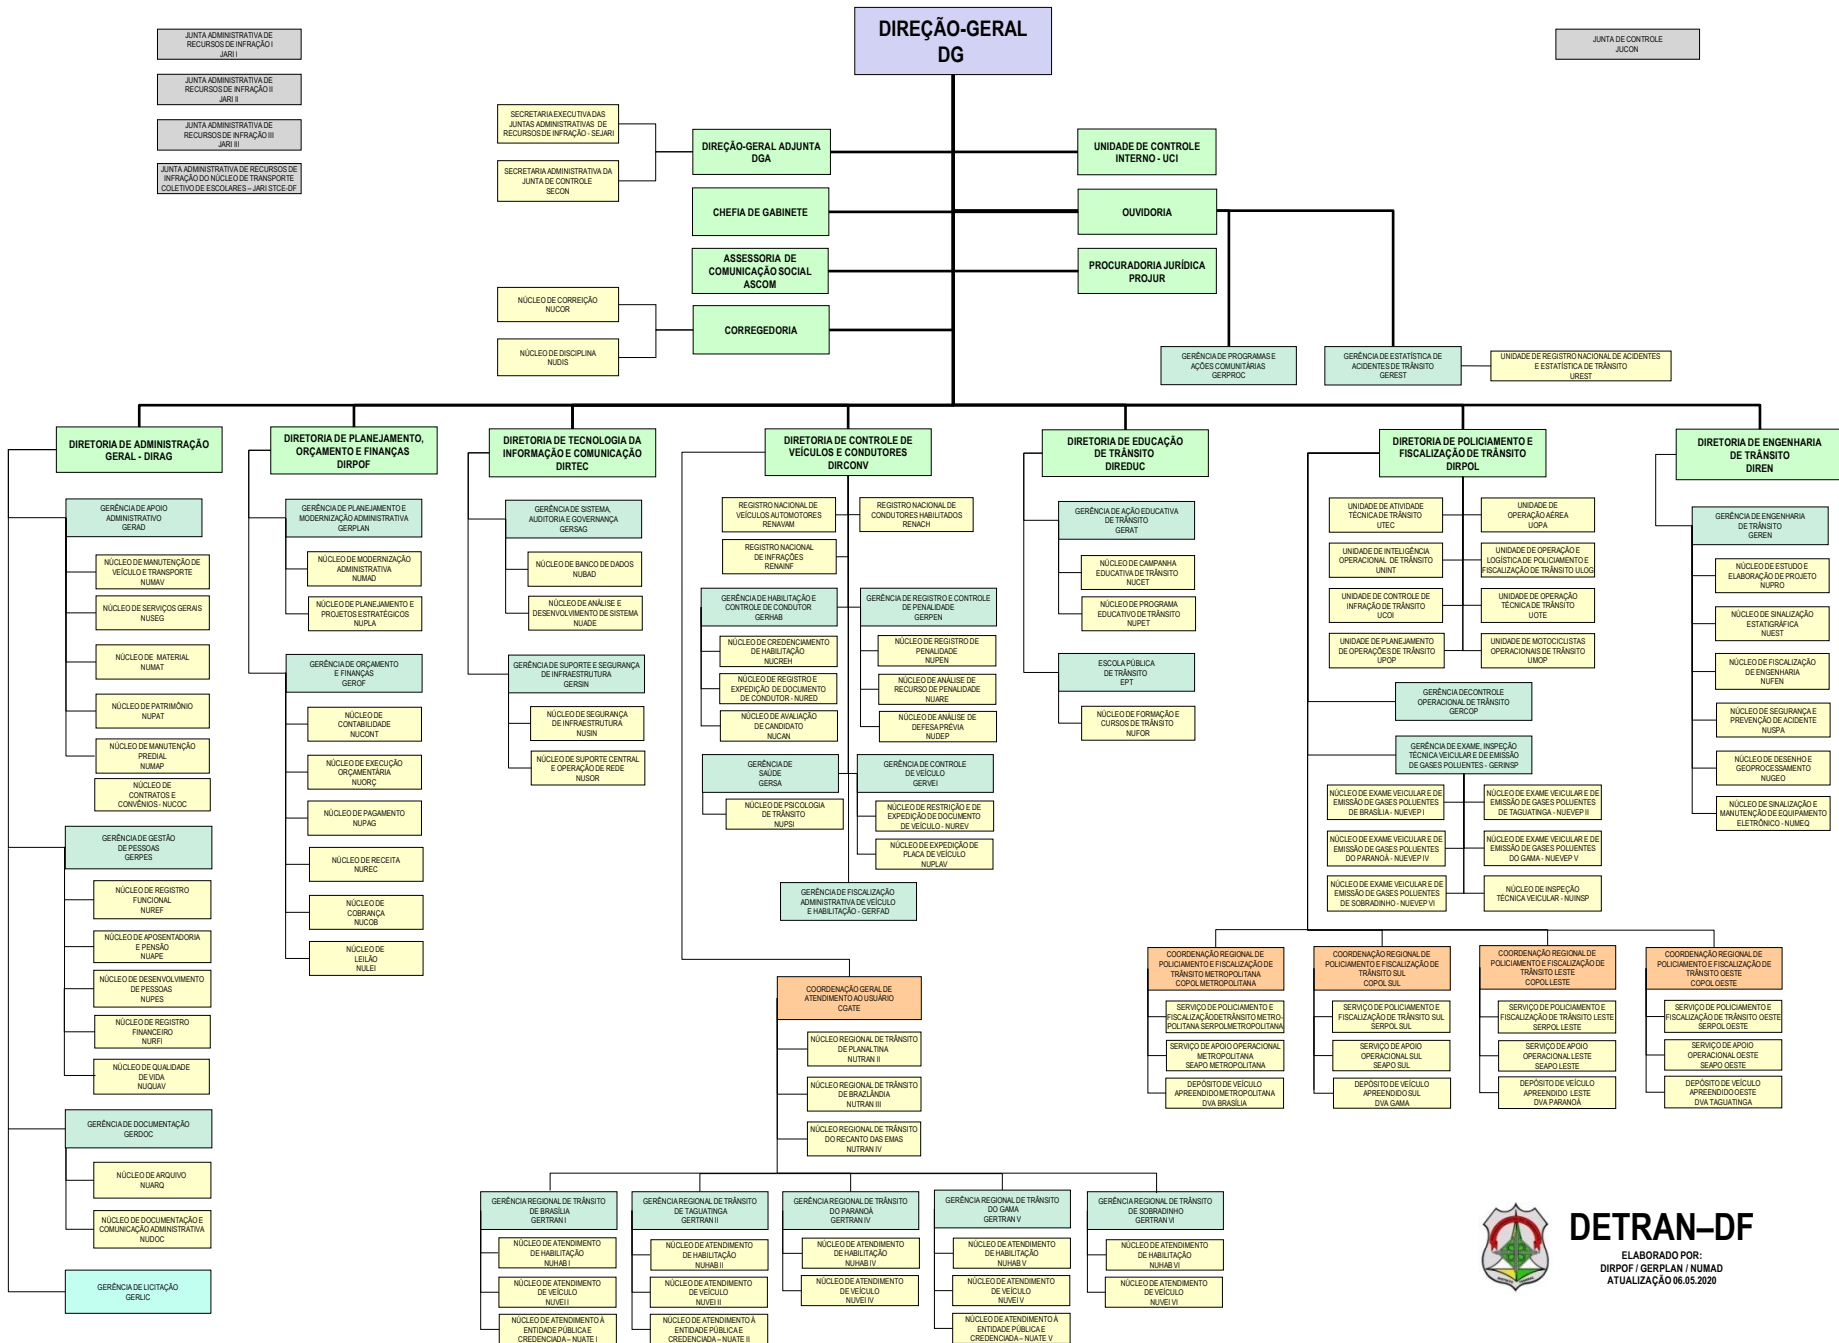 DIREÇÃO-GERAL
DG
JUNTA ADMINISTRATIVA DE
RECURSOS DE INFRAÇÃO I
JARI I
JUNTA ADMINISTRATIVA DE
RECURSOS DE INFRAÇÃO II
JARI II
JUNTA ADMINISTRATIVA DE
RECURSOS DE INFRAÇÃO III
JARI III
JUNTA ADMINISTRATIVA DE RECURSOS DE
INFRAÇÃO DO NÚCLEO DE TRANSPORTE
COLETIVO DE ESCOLARES – JARI STCE-DF
JUNTA DE CONTROLE
JUCON
SECRETARIA EXECUTIVA DAS
JUNTAS ADMINISTRATIVAS DE
RECURSOS DE INFRAÇÃO - SEJARI
SECRETARIA ADMINISTRATIVA DA
JUNTA DE CONTROLE
SECON
DIREÇÃO-GERAL ADJUNTA
DGA
UNIDADE DE CONTROLE
INTERNO - UCI
CHEFIA DE GABINETE
OUVIDORIA
ASSESSORIA DE
COMUNICAÇÃO SOCIAL
ASCOM
PROCURADORIA JURÍDICA
PROJUR
NÚCLEO DE CORREIÇÃO
NUCOR
NÚCLEO DE DISCIPLINA
NUDIS
CORREGEDORIA
GERÊNCIA DE PROGRAMAS E
AÇÕES COMUNITÁRIAS
GERPROC
GERÊNCIA DE ESTATÍSTICA DE
ACIDENTES DE TRÂNSITO
GEREST
UNIDADE DE REGISTRO NACIONAL DE ACIDENTES
E ESTATÍSTICA DE TRÂNSITO
UREST
DIRETORIA DE ADMINISTRAÇÃO
GERAL - DIRAG
GERÊNCIA DE APOIO
ADMINISTRATIVO
GERAD
NÚCLEO DE MANUTENÇÃO DE
VEÍCULO E TRANSPORTE
NUMAV
NÚCLEO DE SERVIÇOS GERAIS
NUSEG
NÚCLEO DE MATERIAL
NUMAT
NÚCLEO DE PATRIMÔNIO
NUPAT
NÚCLEO DE MANUTENÇÃO
PREDIAL
NUMAP
NÚCLEO DE
CONTRATOS E
CONVÊNIOS - NUCOC
GERÊNCIA DE GESTÃO
DE PESSOAS
GERPES
NÚCLEO DE REGISTRO
FUNCIONAL
NUREF
NÚCLEO DE APOSENTADORIA
E PENSÃO
NUAPE
NÚCLEO DE DESENVOLVIMENTO
DE PESSOAS
NUPES
NÚCLEO DE REGISTRO
FINANCEIRO
NURFI
NÚCLEO DE QUALIDADE
DE VIDA
NUQUAV
GERÊNCIA DE DOCUMENTAÇÃO
GERDOC
NÚCLEO DE ARQUIVO
NUARQ
NÚCLEO DE DOCUMENTAÇÃO E
COMUNICAÇÃO ADMINISTRATIVA
NUDOC
GERÊNCIA DE LICITAÇÃO
GERLIC
DIRETORIA DE PLANEJAMENTO,
ORÇAMENTO E FINANÇAS
DIRPOF
GERÊNCIA DE PLANEJAMENTO E
MODERNIZAÇÃO ADMINISTRATIVA
GERPLAN
NÚCLEO DE MODERNIZAÇÃO
ADMINISTRATIVA
NUMAD
NÚCLEO DE PLANEJAMENTO E
PROJETOS ESTRATÉGICOS
NUPLA
GERÊNCIA DE ORÇAMENTO
E FINANÇAS
GEROF
NÚCLEO DE
CONTABILIDADE
NUCONT
NÚCLEO DE EXECUÇÃO
ORÇAMENTÁRIA
NUORÇ
NÚCLEO DE PAGAMENTO
NUPAG
NÚCLEO DE RECEITA
NUREC
NÚCLEO DE
COBRANÇA
NUCOB
NÚCLEO DE
LEILÃO
NULEI
DIRETORIA DE TECNOLOGIA DA
INFORMAÇÃO E COMUNICAÇÃO
DIRTEC
GERÊNCIA DE SISTEMA,
AUDITORIA E GOVERNANÇA
GERSAG
NÚCLEO DE BANCO DE DADOS
NUBAD
NÚCLEO DE ANÁLISE E
DESENVOLVIMENTO DE SISTEMA
NUADE
GERÊNCIA DE SUPORTE E SEGURANÇA
DE INFRAESTRUTURA
GERSIN
NÚCLEO DE SEGURANÇA
DE INFRAESTRUTURA
NUSIN
NÚCLEO DE SUPORTE CENTRAL
E OPERAÇÃO DE REDE
NUSOR
DIRETORIA DE CONTROLE DE
VEÍCULOS E CONDUTORES
DIRCONV
REGISTRO NACIONAL DE
VEÍCULOS AUTOMOTORES
RENAVAM
REGISTRO NACIONAL DE
CONDUTORES HABILITADOS
RENACH
REGISTRO NACIONAL
DE INFRAÇÕES
RENAINF
GERÊNCIA DE HABILITAÇÃO E
CONTROLE DE CONDUTOR
GERHAB
NÚCLEO DE CREDENCIAMENTO
DE HABILITAÇÃO
NUCREH
NÚCLEO DE REGISTRO E
EXPEDIÇÃO DE DOCUMENTO
DE CONDUTOR - NURED
NÚCLEO DE AVALIAÇÃO
DE CANDIDATO
NUCAN
GERÊNCIA DE REGISTRO E CONTROLE
DE PENALIDADE
GERPEN
NÚCLEO DE REGISTRO DE
PENALIDADE
NUPEN
NÚCLEO DE ANÁLISE DE
RECURSO DE PENALIDADE
NUARE
NÚCLEO DE ANÁLISE DE
DEFESA PRÉVIA
NUDEP
GERÊNCIA DE
SAÚDE
GERSA
NÚCLEO DE PSICOLOGIA
DE TRÂNSITO
NUPSI
GERÊNCIA DE CONTROLE
DE VEÍCULO
GERVEI
NÚCLEO DE RESTRIÇÃO E DE
EXPEDIÇÃO DE DOCUMENTO
DE VEÍCULO - NUREV
NÚCLEO DE EXPEDIÇÃO DE
PLACA DE VEÍCULO
NUPLAV
GERÊNCIA DE FISCALIZAÇÃO
ADMINISTRATIVA DE VEÍCULO
E HABILITAÇÃO - GERFAD
COORDENAÇÃO GERAL DE
ATENDIMENTO AO USUÁRIO
CGATE
NÚCLEO REGIONAL DE TRÂNSITO
DE PLANALTINA
NUTRAN II
NÚCLEO REGIONAL DE TRÂNSITO
DE BRAZLÂNDIA
NUTRAN III
NÚCLEO REGIONAL DE TRÂNSITO
DO RECANTO DAS EMAS
NUTRAN IV
GERÊNCIA REGIONAL DE TRÂNSITO
DE BRASÍLIA
GERTRAN I
NÚCLEO DE ATENDIMENTO
DE HABILITAÇÃO
NUHAB I
NÚCLEO DE ATENDIMENTO
DE VEÍCULO
NUVEI I
NÚCLEO DE ATENDIMENTO À
ENTIDADE PÚBLICA E
CREDENCIADA – NUATE I
GERÊNCIA REGIONAL DE TRÂNSITO
DE TAGUATINGA
GERTRAN II
NÚCLEO DE ATENDIMENTO
DE HABILITAÇÃO
NUHAB II
NÚCLEO DE ATENDIMENTO
DE VEÍCULO
NUVEI II
NÚCLEO DE ATENDIMENTO À
ENTIDADE PÚBLICA E
CREDENCIADA – NUATE II
GERÊNCIA REGIONAL DE TRÂNSITO
DO PARANOÁ
GERTRAN IV
NÚCLEO DE ATENDIMENTO
DE HABILITAÇÃO
NUHAB IV
NÚCLEO DE ATENDIMENTO
DE VEÍCULO
NUVEI IV
GERÊNCIA REGIONAL DE TRÂNSITO
DO GAMA
GERTRAN V
NÚCLEO DE ATENDIMENTO
DE HABILITAÇÃO
NUHAB V
NÚCLEO DE ATENDIMENTO
DE VEÍCULO
NUVEI V
NÚCLEO DE ATENDIMENTO À
ENTIDADE PÚBLICA E
CREDENCIADA – NUATE V
GERÊNCIA REGIONAL DE TRÂNSITO
DE SOBRADINHO
GERTRAN VI
NÚCLEO DE ATENDIMENTO
DE HABILITAÇÃO
NUHAB VI
NÚCLEO DE ATENDIMENTO
DE VEÍCULO
NUVEI VI
DIRETORIA DE EDUCAÇÃO
DE TRÂNSITO
DIREDUC
GERÊNCIA DE AÇÃO EDUCATIVA
DE TRÂNSITO
GERAT
NÚCLEO DE CAMPANHA
EDUCATIVA DE TRÂNSITO
NUCET
NÚCLEO DE PROGRAMA
EDUCATIVO DE TRÂNSITO
NUPET
ESCOLA PÚBLICA
DE TRÂNSITO
EPT
NÚCLEO DE FORMAÇÃO E
CURSOS DE TRÂNSITO
NUFOR
DIRETORIA DE POLICIAMENTO E
FISCALIZAÇÃO DE TRÂNSITO
DIRPOL
UNIDADE DE ATIVIDADE
TÉCNICA DE TRÂNSITO
UTEC
UNIDADE DE
OPERAÇÃO AÉREA
UOPA
UNIDADE DE INTELIGÊNCIA
OPERACIONAL DE TRÂNSITO
UNINT
UNIDADE DE OPERAÇÃO E
LOGÍSTICA DE POLICIAMENTO E
FISCALIZAÇÃO DE TRÂNSITO ULOG
UNIDADE DE CONTROLE DE
INFRAÇÃO DE TRÂNSITO
UCOI
UNIDADE DE OPERAÇÃO
TÉCNICA DE TRÂNSITO
UOTE
UNIDADE DE PLANEJAMENTO
DE OPERAÇÕES DE TRÂNSITO
UPOP
UNIDADE DE MOTOCICLISTAS
OPERACIONAIS DE TRÂNSITO
UMOP
GERÊNCIA DECONTROLE
OPERACIONAL DE TRÂNSITO
GERCOP
GERÊNCIA DE EXAME, INSPEÇÃO
TÉCNICA VEICULAR E DE EMISSÃO
DE GASES POLUENTES - GERINSP
NÚCLEO DE EXAME VEICULAR E DE
EMISSÃO DE GASES POLUENTES
DE BRASÍLIA - NUEVEP I
NÚCLEO DE EXAME VEICULAR E DE
EMISSÃO DE GASES POLUENTES
DE TAGUATINGA - NUEVEP II
NÚCLEO DE EXAME VEICULAR E DE
EMISSÃO DE GASES POLUENTES
DO PARANOÁ - NUEVEP IV
NÚCLEO DE EXAME VEICULAR E DE
EMISSÃO DE GASES POLUENTES
DO GAMA - NUEVEP V
NÚCLEO DE EXAME VEICULAR E DE
EMISSÃO DE GASES POLUENTES
DE SOBRADINHO - NUEVEP VI
NÚCLEO DE INSPEÇÃO
TÉCNICA VEICULAR - NUINSP
COORDENAÇÃO REGIONAL DE
POLICIAMENTO E FISCALIZAÇÃO DE
TRÂNSITO METROPOLITANA
COPOL METROPOLITANA
SERVIÇO DE POLICIAMENTO E
FISCALIZAÇÃO DE TRÂNSITO METRO-
POLITANA SERPOL METROPOLITANA
SERVIÇO DE APOIO OPERACIONAL
METROPOLITANA
SEAPO METROPOLITANA
DEPÓSITO DE VEÍCULO
APREENDIDO METROPOLITANA
DVA BRASÍLIA
COORDENAÇÃO REGIONAL DE
POLICIAMENTO E FISCALIZAÇÃO DE
TRÂNSITO SUL
COPOL SUL
SERVIÇO DE POLICIAMENTO E
FISCALIZAÇÃO DE TRÂNSITO SUL
SERPOL SUL
SERVIÇO DE APOIO
OPERACIONAL SUL
SEAPO SUL
DEPÓSITO DE VEÍCULO
APREENDIDO SUL
DVA GAMA
COORDENAÇÃO REGIONAL DE
POLICIAMENTO E FISCALIZAÇÃO DE
TRÂNSITO LESTE
COPOL LESTE
SERVIÇO DE POLICIAMENTO E
FISCALIZAÇÃO DE TRÂNSITO LESTE
SERPOL LESTE
SERVIÇO DE APOIO
OPERACIONAL LESTE
SEAPO LESTE
DEPÓSITO DE VEÍCULO
APREENDIDO LESTE
DVA PARANOÁ
COORDENAÇÃO REGIONAL DE
POLICIAMENTO E FISCALIZAÇÃO DE
TRÂNSITO OESTE
COPOL OESTE
SERVIÇO DE POLICIAMENTO E
FISCALIZAÇÃO DE TRÂNSITO OESTE
SERPOL OESTE
SERVIÇO DE APOIO
OPERACIONAL OESTE
SEAPO OESTE
DEPÓSITO DE VEÍCULO
APREENDIDO OESTE
DVA TAGUATINGA
DIRETORIA DE ENGENHARIA
DE TRÂNSITO
DIREN
GERÊNCIA DE ENGENHARIA
DE TRÂNSITO
GEREN
NÚCLEO DE ESTUDO E
ELABORAÇÃO DE PROJETO
NUPRO
NÚCLEO DE SINALIZAÇÃO
ESTATIGRÁFICA
NUEST
NÚCLEO DE FISCALIZAÇÃO
DE ENGENHARIA
NUFEN
NÚCLEO DE SEGURANÇA E
PREVENÇÃO DE ACIDENTE
NUSPA
NÚCLEO DE DESENHO E
GEOPROCESSAMENTO
NUGEO
NÚCLEO DE SINALIZAÇÃO E
MANUTENÇÃO DE EQUIPAMENTO
ELETRÔNICO - NUMEQ
DETRAN–DF
ELABORADO POR:
DIRPOF / GERPLAN / NUMAD
ATUALIZAÇÃO 06.05.2020